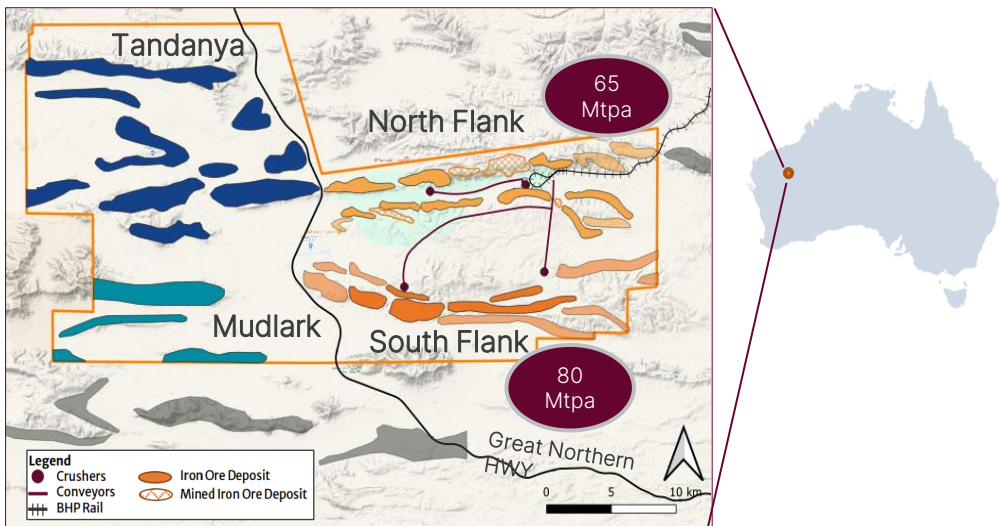 Tandanya
North Flank
65
Mtpa
Mudlark
South Flank
80
Mtpa
Great Northern
HWY
Legend
Crushers
Conveyors
BHP Rail
Iron Ore Deposit
Mined Iron Ore Deposit
0 5 10 km